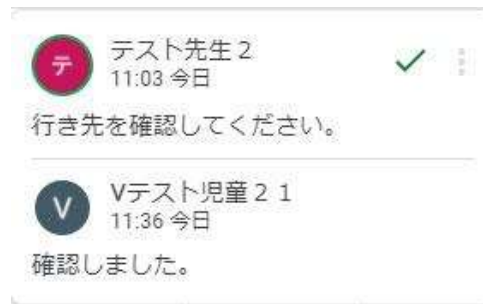 テ
テスト先生2
11:03 今日
行き先を確認してください。
V
Vテスト児童21
11:36 今日
確認しました。